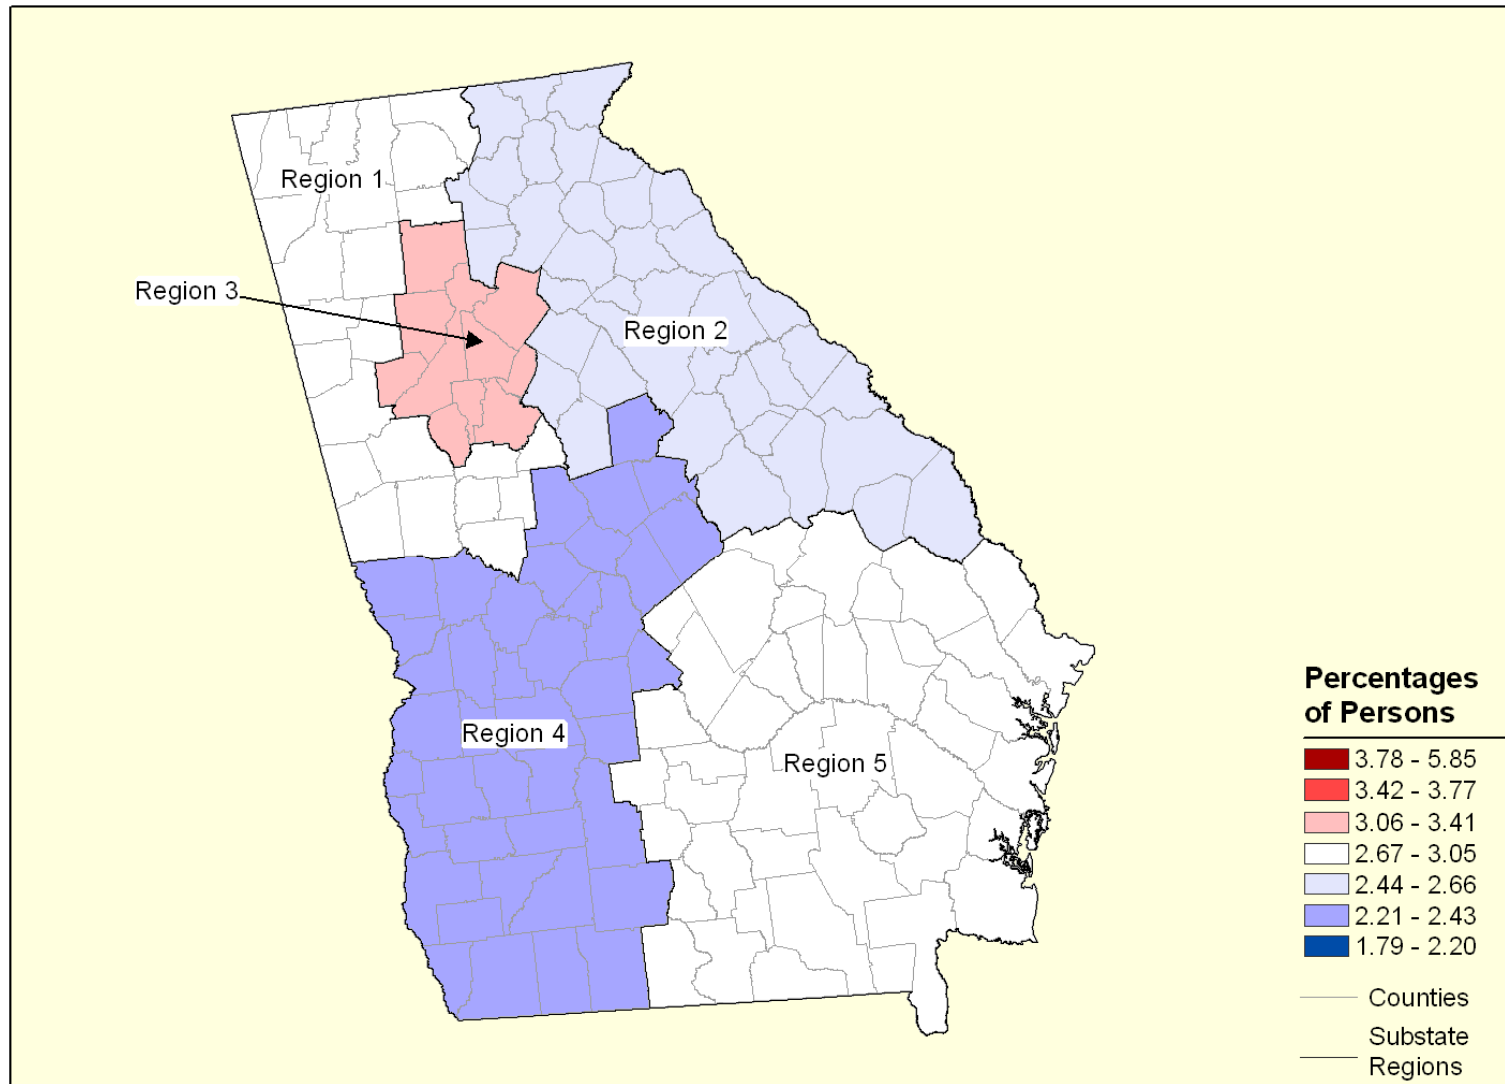 Region 1
Region 3
Region 2
Region 4
Region 5
Percentages
of Persons
3.78 - 5.85
3.42 - 3.77
3.06 - 3.41
2.67 - 3.05
2.44 - 2.66
2.21 - 2.43
1.79 - 2.20
Counties
Substate
Regions